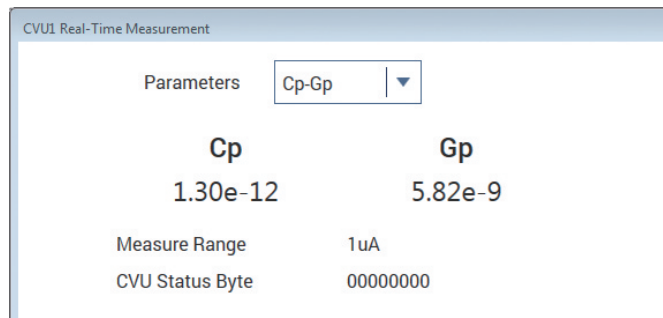 CVU1 Real-Time Measurement
Parameters Cp-Gp
Cp Gp
1.30e-12 5.82e-9
Measure Range 1uA
CVU Status Byte 00000000